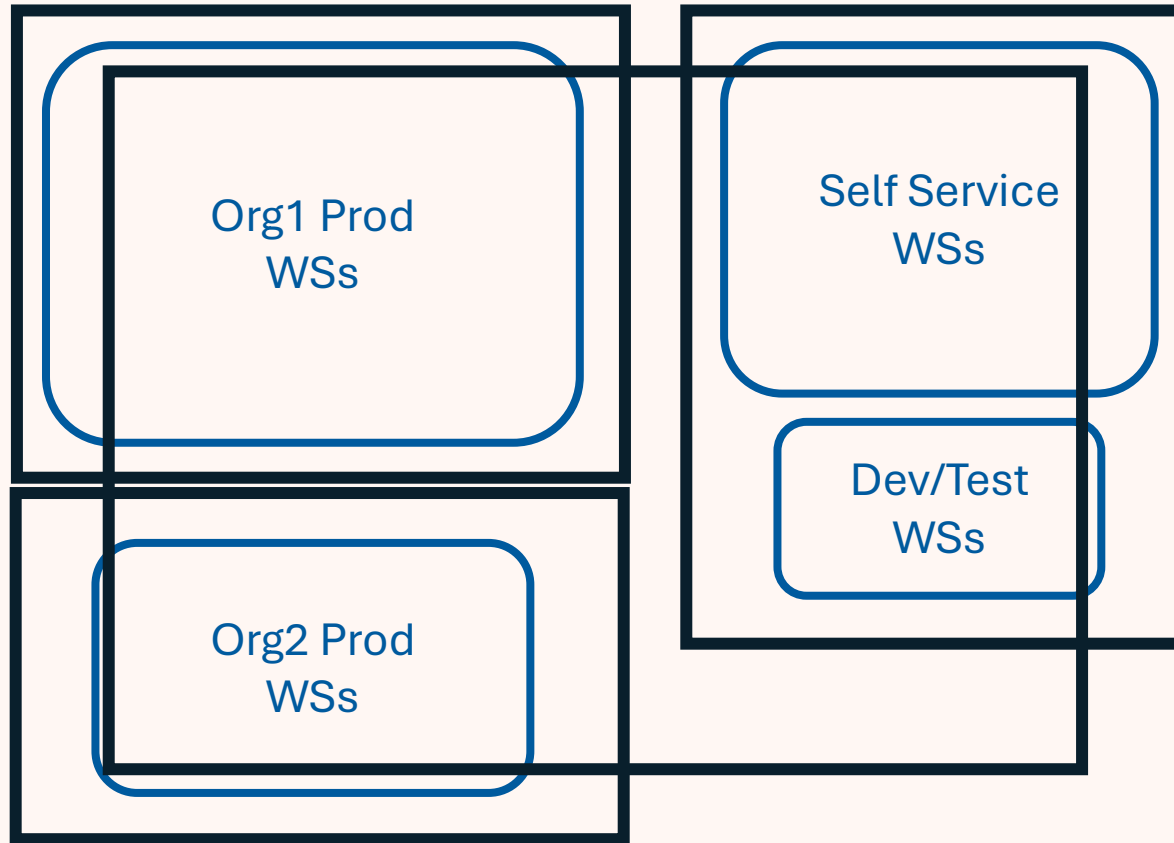 Org1 Prod
WSs
Self Service
WSs
Dev/Test
WSs
Org2 Prod
WSs